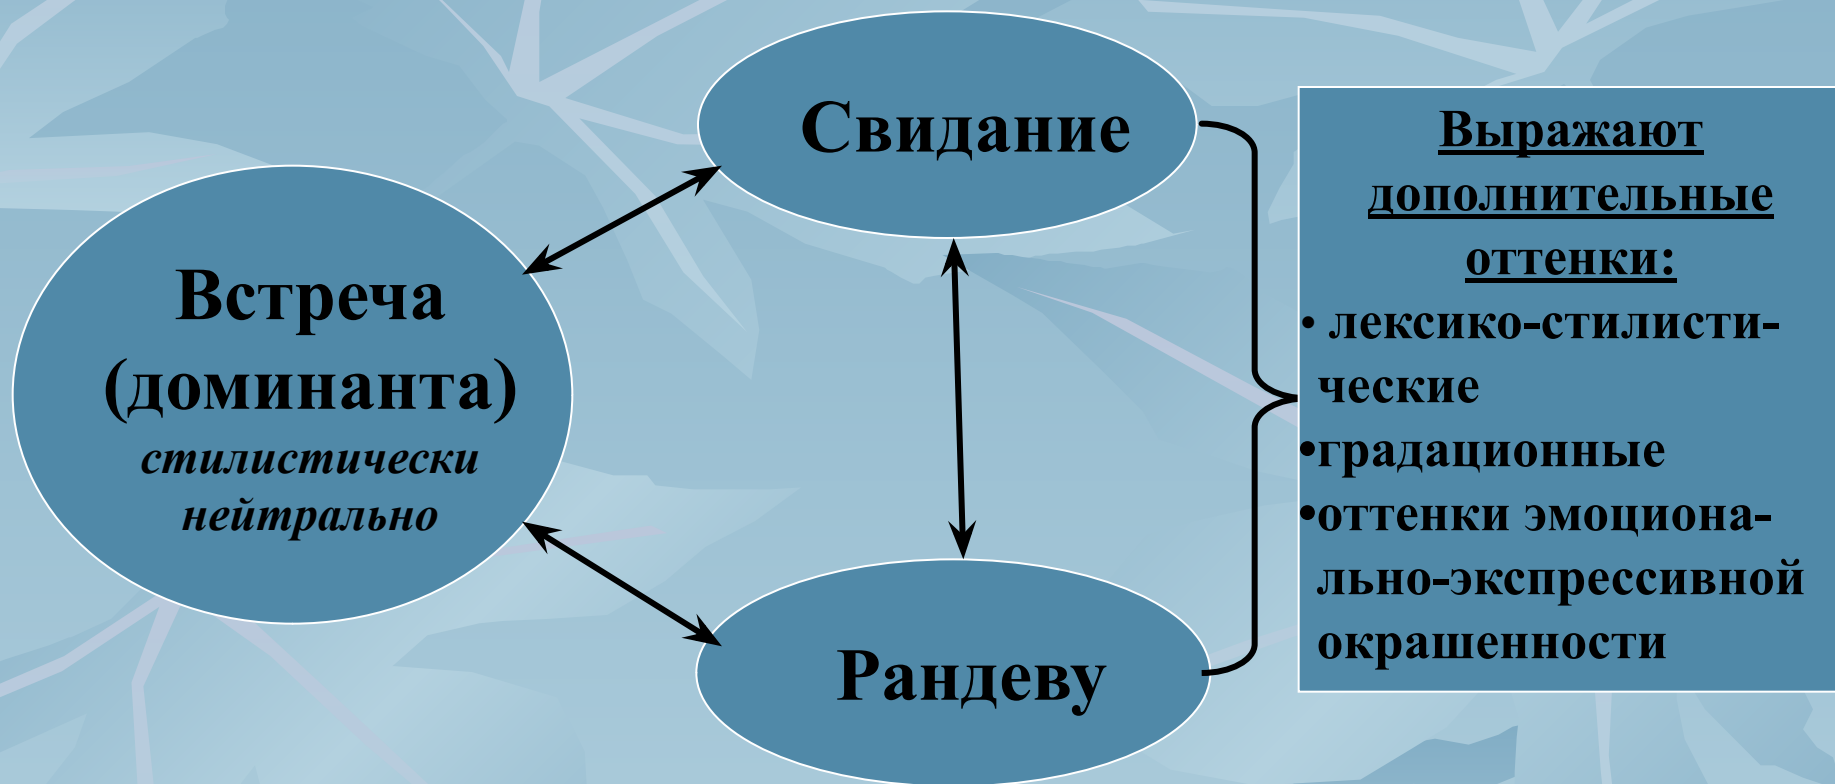 Встреча
(доминанта)
стилистически
нейтрально
Свидание
Рандеву
Выражают
дополнительные
оттенки:
• лексико-стилисти-
ческие
•градационные
•оттенки эмоциона-
льно-экспрессивной
окрашенности